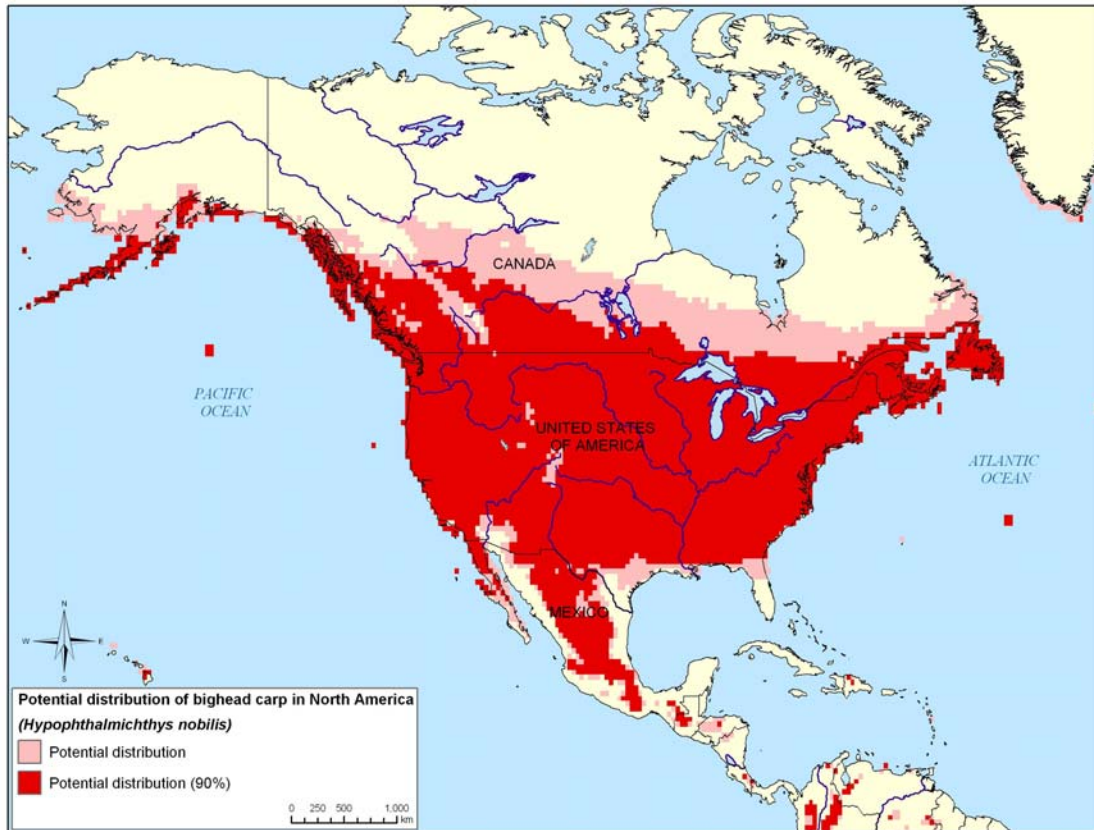 CANADA
PACIFIC
OCEAN
UNITED STATES
OF AMERICA
ATLANTIC
OCEAN
MEXICO
N
W E
S
Potential distribution of bighead carp in North America
(Hypophthalmichthys nobilis)
Potential distribution
Potential distribution (90%)
0 250 500 1,000
km